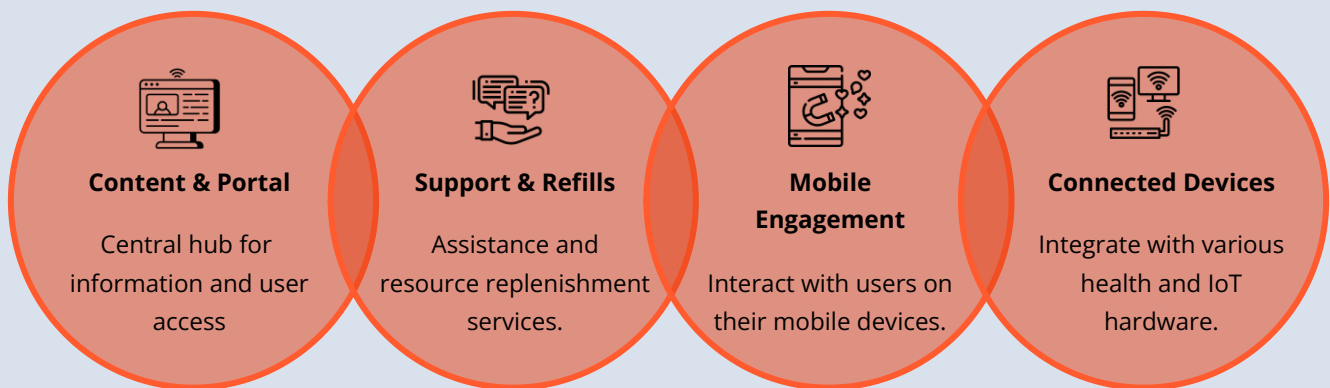 Content & Portal
Central hub for
information and user
access
Support & Refills
Assistance and
resource replenishment
services.
Mobile
Engagement
Interact with users on
their mobile devices.
Connected Devices
Integrate with various
health and IoT
hardware.